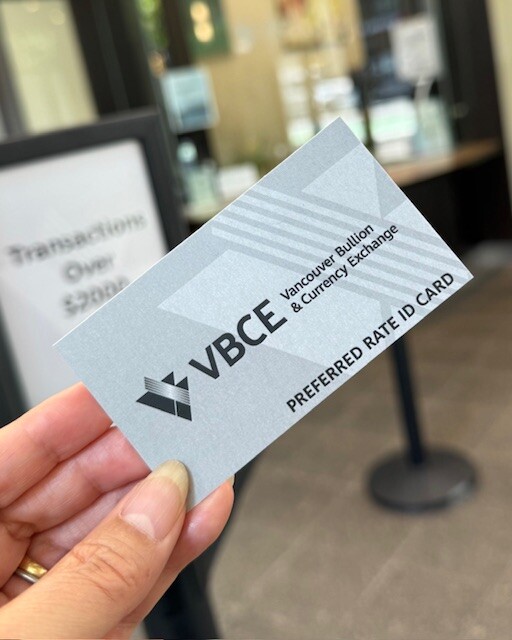 Transactions
Over
$2000
VBCE
Vancouver Bullion
& Currency Exchange
PREFERRED RATE ID CARD